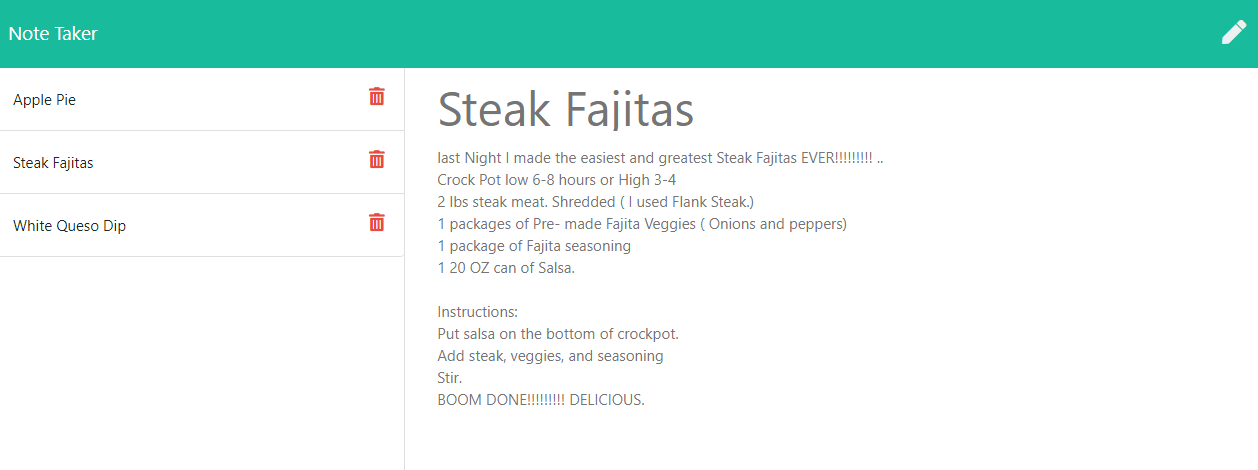 Note Taker
Apple Pie
Steak Fajitas
White Queso Dip
Steak Fajitas
last Night I made the easiest and greatest Steak Fajitas EVER!!!!!!!!! ..
Crock Pot low 6-8 hours or High 3-4
2 lbs steak meat. Shredded ( I used Flank Steak.)
1 packages of Pre- made Fajita Veggies ( Onions and peppers)
1 package of Fajita seasoning
1 20 OZ can of Salsa.
Instructions:
Put salsa on the bottom of crockpot.
Add steak, veggies, and seasoning
Stir.
BOOM DONE!!!!!!!!! DELICIOUS.